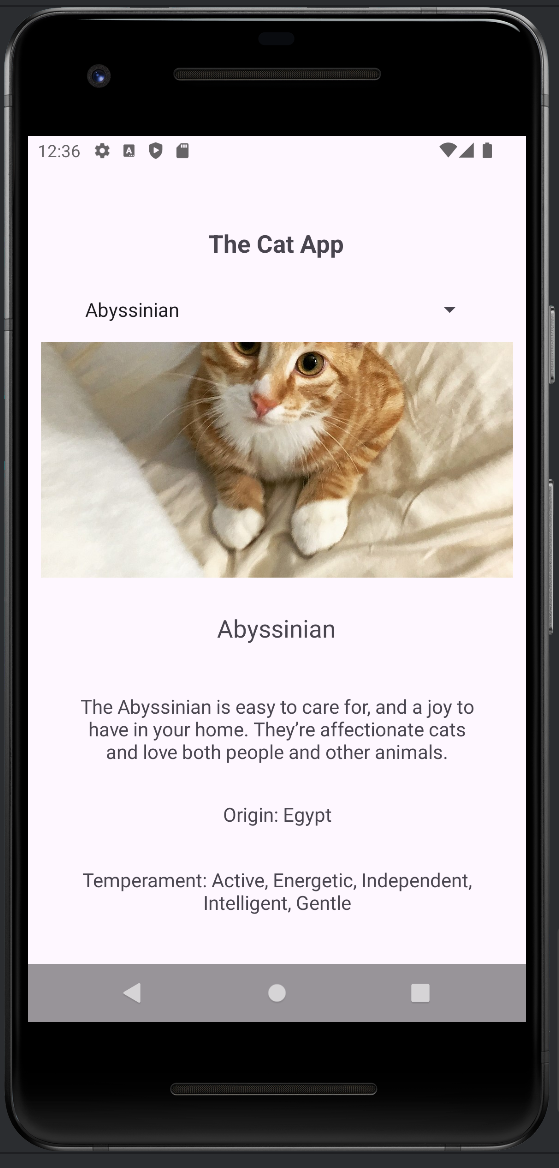 12:36
The Cat App
Abyssinian
Abyssinian
The Abyssinian is easy to care for, and a joy to
have in your home. They’re affectionate cats
and love both people and other animals.
Origin: Egypt
Temperament: Active, Energetic, Independent,
Intelligent, Gentle